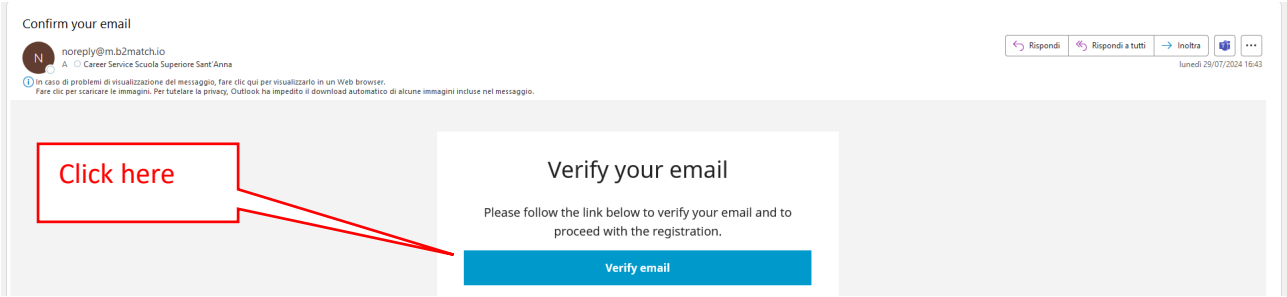 Confirm your email
N
noreply@m.b2match.io
A Career Service Scuola Superiore Sant'Anna
Rispondi
Rispondi a tutti
Inoltra
lunedì 29/07/2024 16:43
In caso di problemi di visualizzazione del messaggio, fare clic qui per visualizzarlo in un Web browser.
Fare clic per scaricare le immagini. Per tutelare la privacy, Outlook ha impedito il download automatico di alcune immagini incluse nel messaggio.
Click here
Verify your email
Please follow the link below to verify your email and to
proceed with the registration.
Verify email